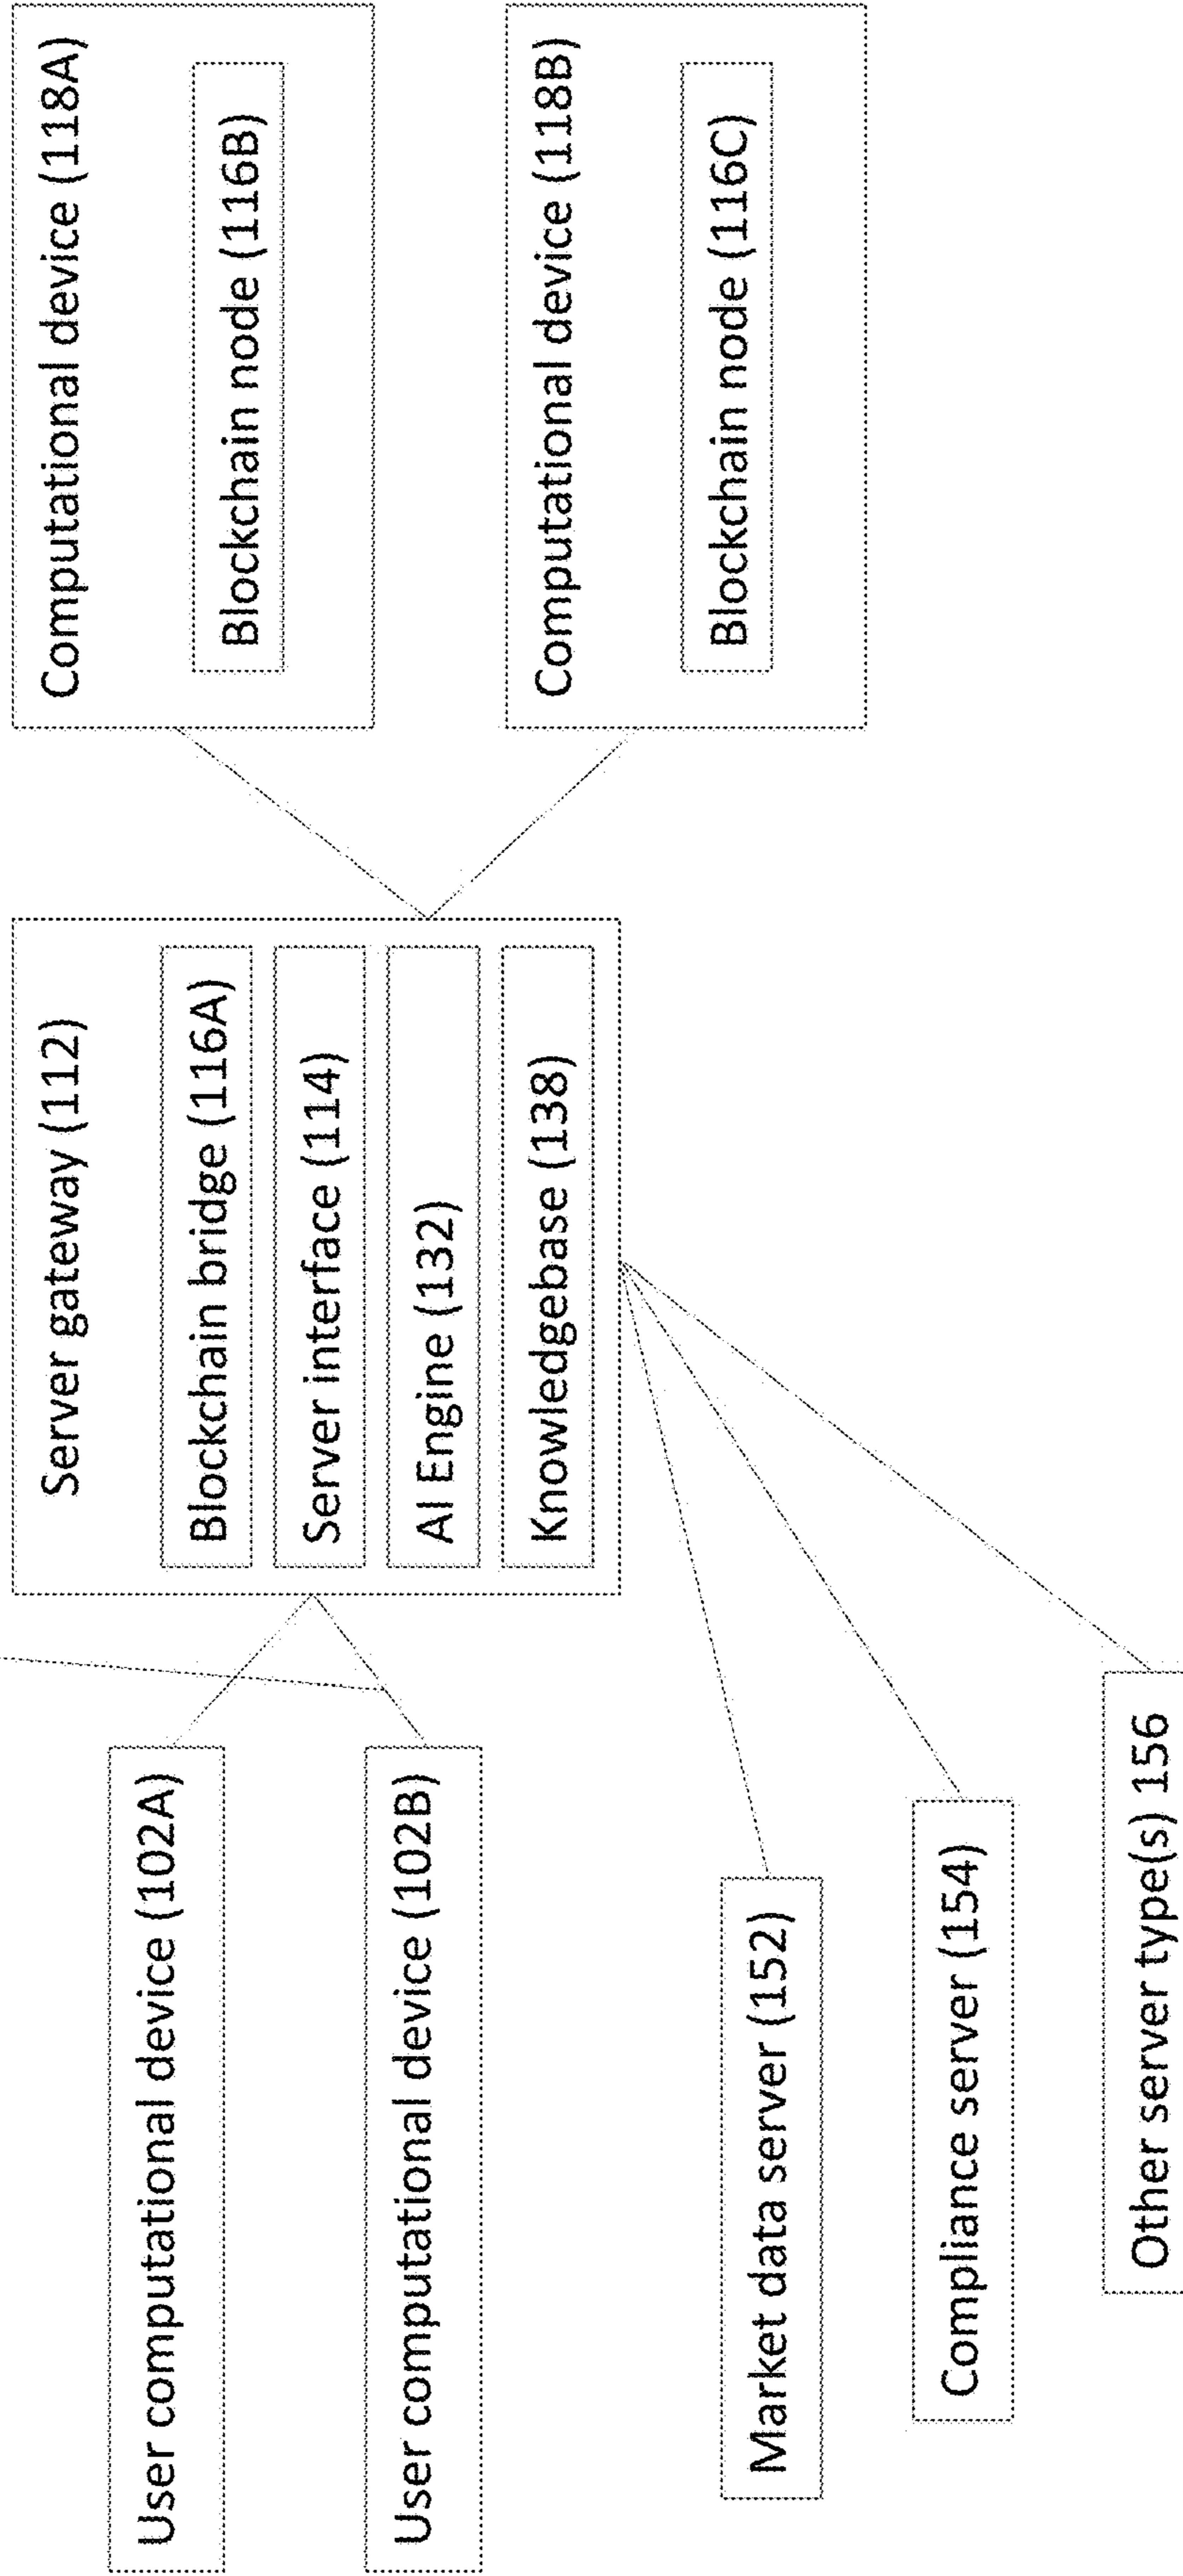 User computational device (102A)
User computational device (102B)
Server gateway (112)
Blockchain bridge (116A)
Server interface (114)
AI Engine (132)
Knowledgebase (138)
Computational device (118A)
Blockchain node (116B)
Computational device (118B)
Blockchain node (116C)
Market data server (152)
Compliance server (154)
Other server type(s) 156